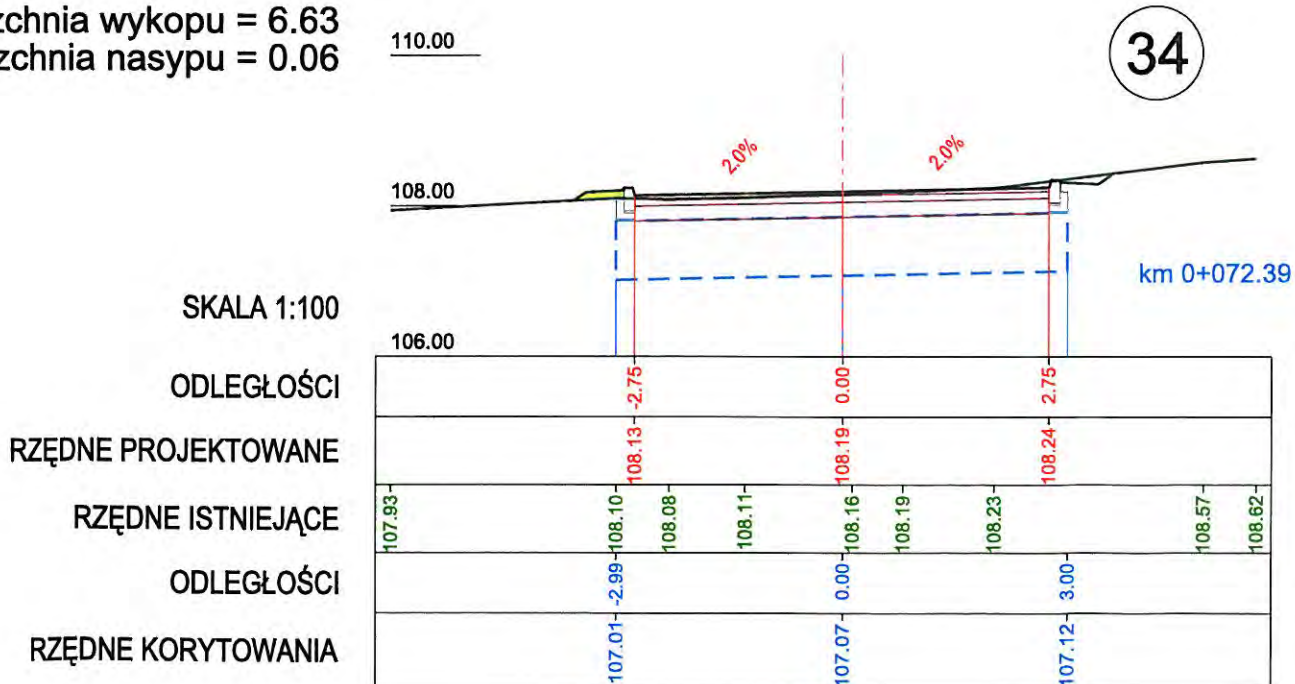 zchnia wykopu = 6.63
zchnia nasypu = 0.06
110.00
34
2.0% 2.0%
108.00
km 0+072.39
SKALA 1:100
106.00
ODLEGŁOŚCI -2.75 0.00 2.75
RZĘDNE PROJEKTOWANE 108.13 108.19 108.24
RZĘDNE ISTNIEJĄCE 107.93 108.10 108.08 108.11 108.16 108.19 108.23 108.57 108.62
ODLEGŁOŚCI -2.99 0.00 3.00
RZĘDNE KORYTOWANIA 107.01 107.07 107.12